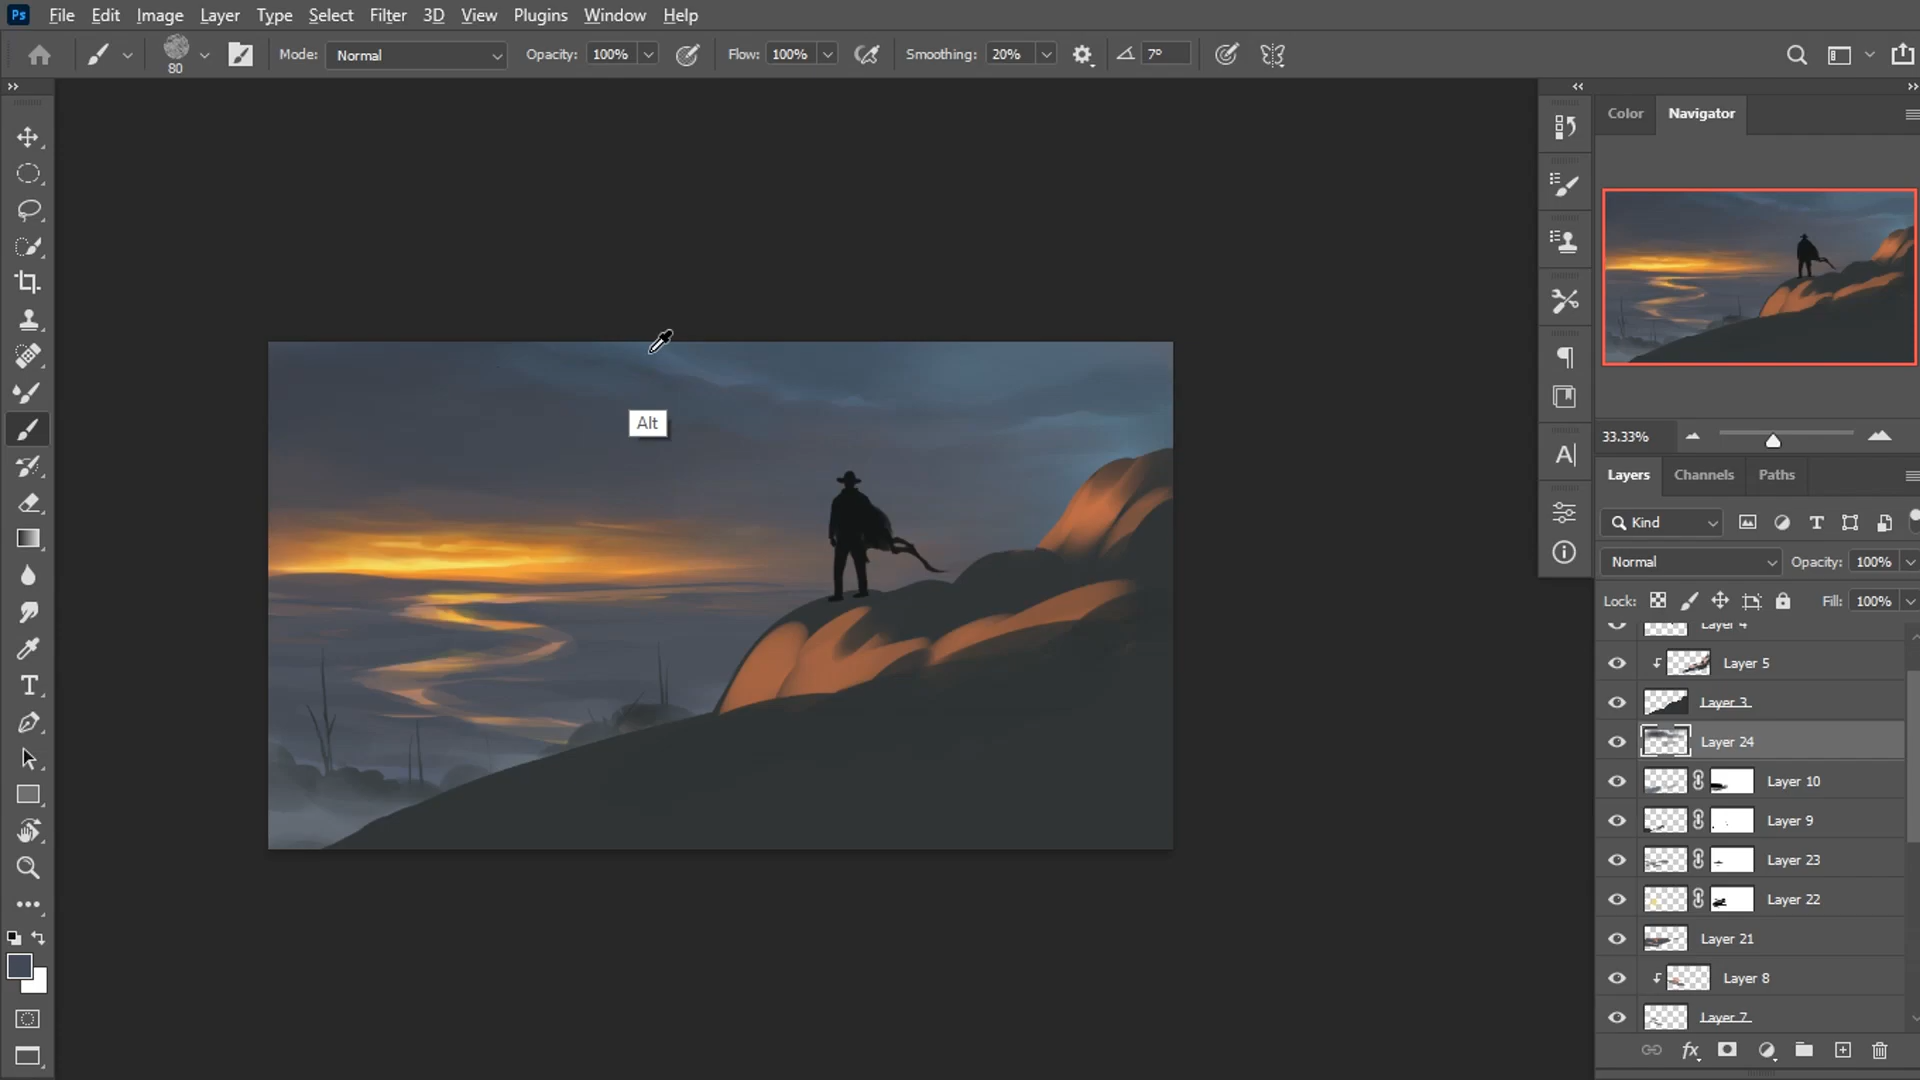 Ps File Edit Image Layer Type Select Filter 3D View Plugins Window Help
80 Mode: Normal Opacity: 100% Flow: 100% Smoothing: 20% 7°
Color Navigator
Alt
33.33%
Layers Channels Paths
Kind
Normal Opacity: 100%
Lock: Fill: 100%
Layer 4
Layer 5
Layer 3
Layer 24
Layer 10
Layer 9
Layer 23
Layer 22
Layer 21
Layer 8
Layer 7